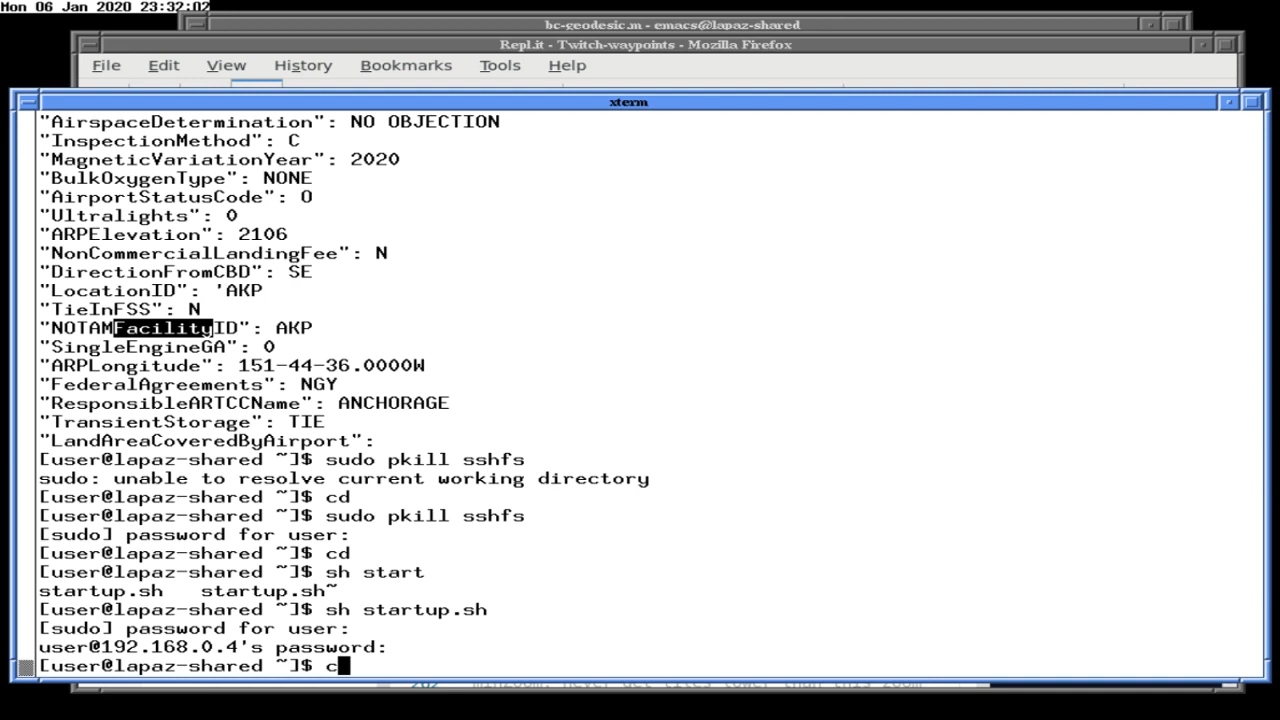 Mon 06 Jan 2020 23:32:02
bc-geodesic.m - emacs@lapaz-shared
Repl.it - Twitch-waypoints - Mozilla Firefox
File Edit View History Bookmarks Tools Help
xterm
"AirspaceDetermination": NO OBJECTION
"InspectionMethod": C
"MagneticVariationYear": 2020
"BulkOxygenType": NONE
"AirportStatusCode": O
"Ultralights": 0
"ARPElevation": 2106
"NonCommercialLandingFee": N
"DirectionFromCBD": SE
"LocationID": 'AKP
"TieInFSS": N
"NOTAMFacilityID": AKP
"SingleEngineGA": 0
"ARPLongitude": 151-44-36.0000W
"FederalAgreements": NGY
"ResponsibleARTCCName": ANCHORAGE
"TransientStorage": TIE
"LandAreaCoveredByAirport":
[user@lapaz-shared ~]$ sudo pkill sshfs
sudo: unable to resolve current working directory
[user@lapaz-shared ~]$ cd
[user@lapaz-shared ~]$ sudo pkill sshfs
[sudo] password for user:
[user@lapaz-shared ~]$ cd
[user@lapaz-shared ~]$ sh start
startup.sh startup.sh~
[user@lapaz-shared ~]$ sh startup.sh
[sudo] password for user:
user@192.168.0.4's password:
[user@lapaz-shared ~]$ c